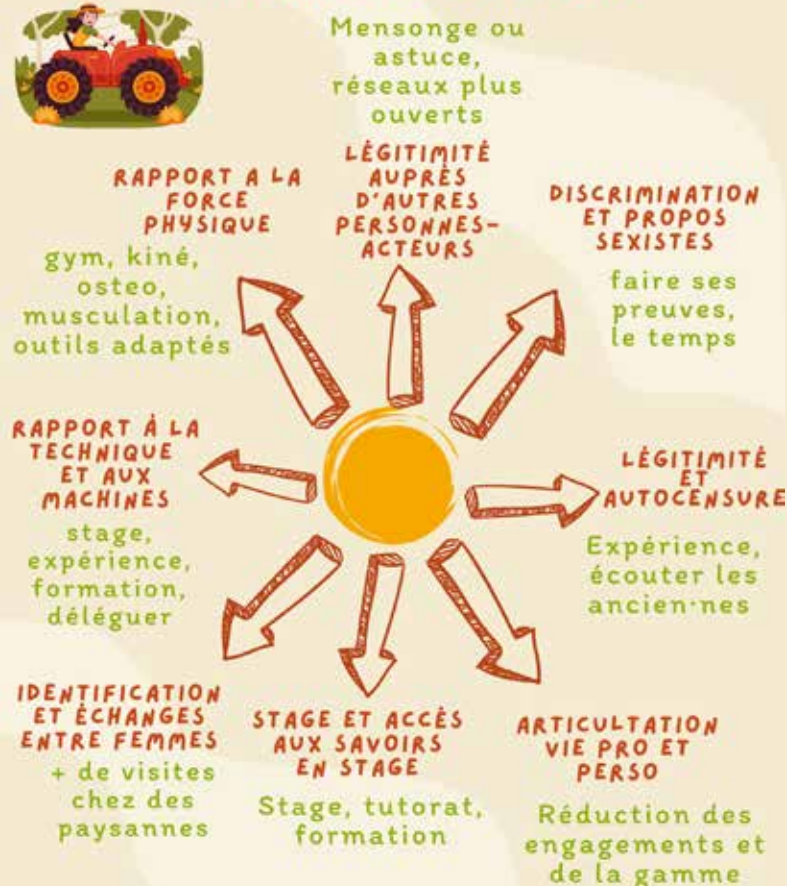 Mensonge ou
astuce,
réseaux plus
ouverts
LÉGITIMITÉ
AUPRÈS
D'AUTRES
PERSONNES-
ACTEURS
RAPPORT A LA
FORCE
PHYSIQUE
gym, kiné,
osteo,
musculation,
outils adaptés
DISCRIMINATION
ET PROPOS
SEXISTES
faire ses
preuves,
le temps
RAPPORT À LA
TECHNIQUE
ET AUX
MACHINES
stage,
expérience,
formation,
déléguer
LÉGITIMITÉ
ET
AUTOCENSURE
Expérience,
écouter les
ancien·nes
IDENTIFICATION
ET ÉCHANGES
ENTRE FEMMES
+ de visites
chez des
paysannes
STAGE ET ACCÈS
AUX SAVOIRS
EN STAGE
Stage, tutorat,
formation
ARTICULTATION
VIE PRO ET
PERSO
Réduction des
engagements et
de la gamme